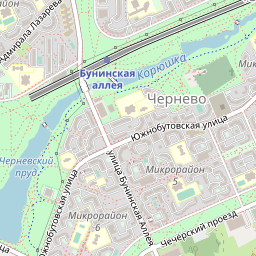 Адмирала Лазарева
Бунинская
аллея
Корюшка
Чернево
Южнобутовская улица
Черневский
пруд
улица Бунинская Аллея
Микрорайон
5
Южнобутовская улица
Микрорайон
6
Чечёрский проезд